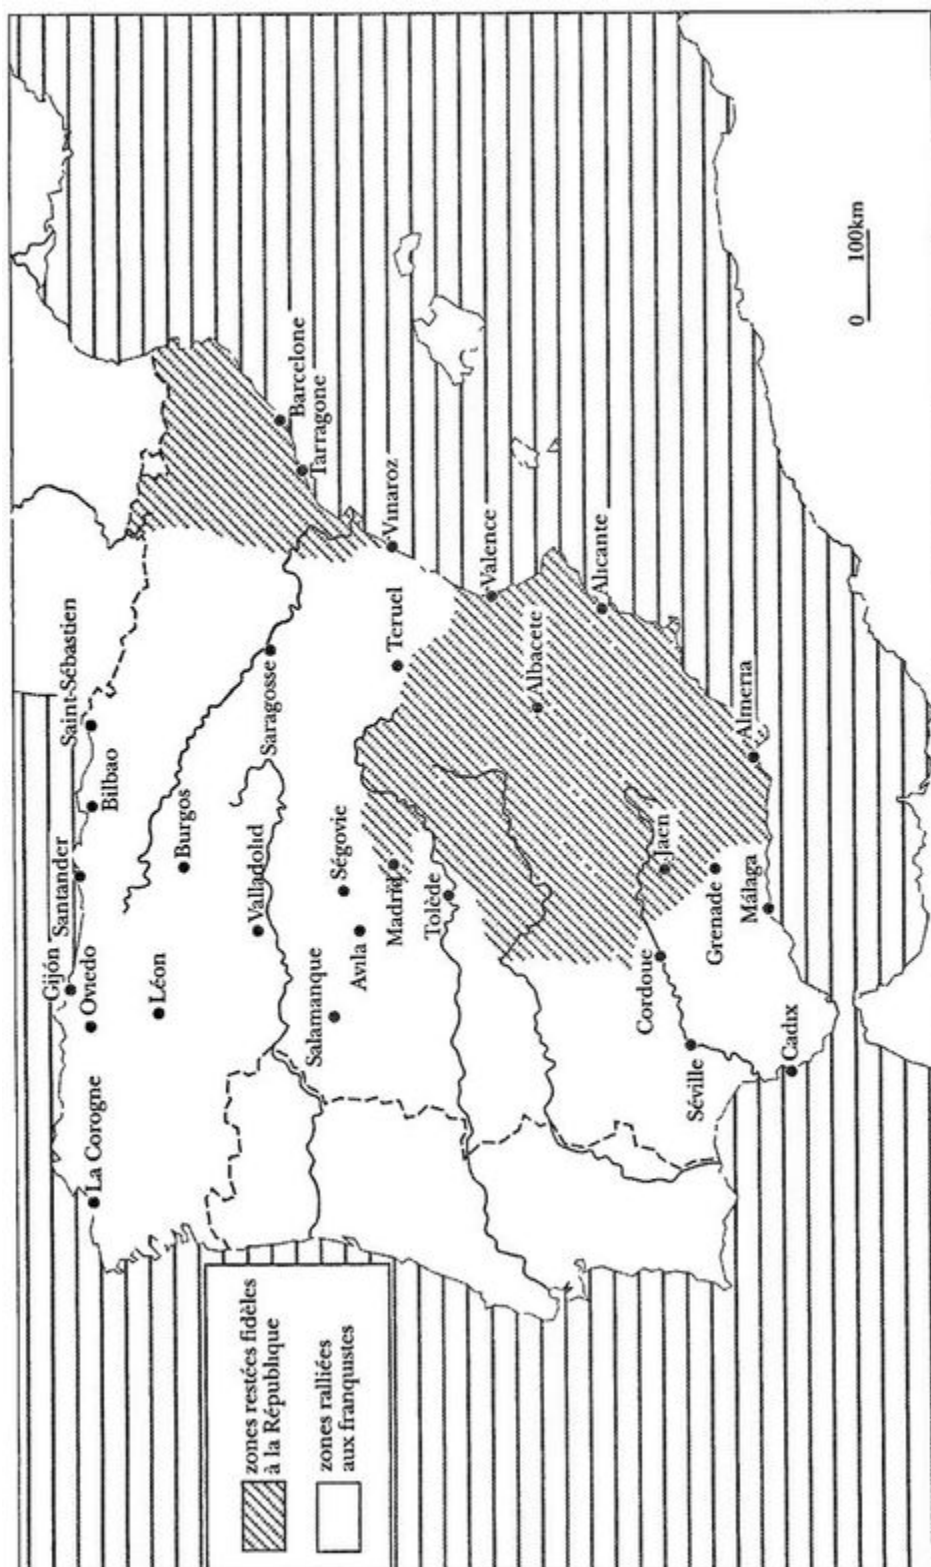 La Corogne
Gijón
Oviedo
Santander
Bilbao
Saint-Sébastien
Léon
Burgos
Valladolid
Saragosse
Barcelone
Tarragone
Salamanque
Ségovie
Avila
Madrid
Teruel
Vinaroz
Tolède
Valence
Albacete
Alicante
Cordoue
Jaen
Séville
Grenade
Almeria
Málaga
Cadix
zones restées fidèles
à la République
zones ralliées
aux franquistes
0 100km